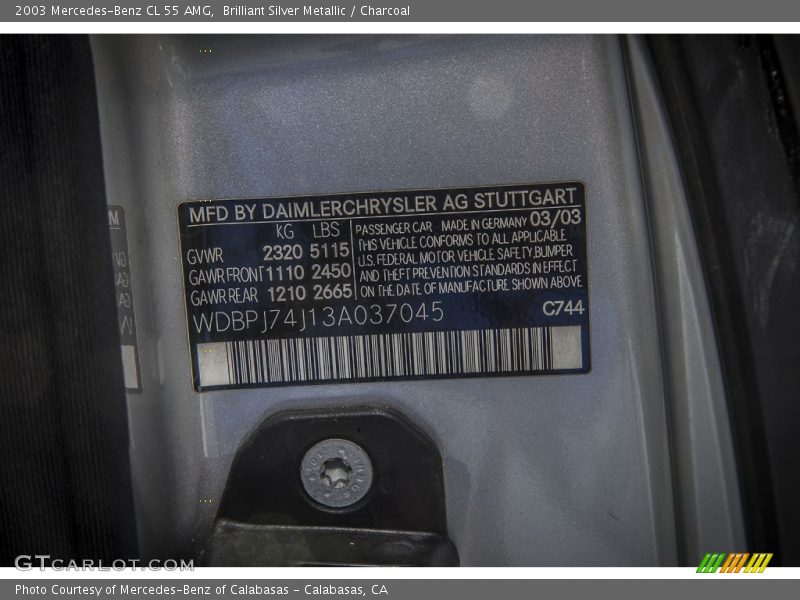 2003 Mercedes-Benz CL 55 AMG,  Brilliant Silver Metallic / Charcoal
MFD BY DAIMLERCHRYSLER AG STUTTGART
KG LBS
GVWR 2320 5115
GAWR FRONT 1110 2450
GAWR REAR 1210 2665
PASSENGER CAR MADE IN GERMANY 03/03
THIS VEHICLE CONFORMS TO ALL APPLICABLE
U.S. FEDERAL MOTOR VEHICLE SAFETY, BUMPER
AND THEFT PREVENTION STANDARDS IN EFFECT
ON THE DATE OF MANUFACTURE SHOWN ABOVE
WDBPJ74J13A037045 C744
GTCARLOT.COM
Photo Courtesy of Mercedes-Benz of Calabasas - Calabasas, CA